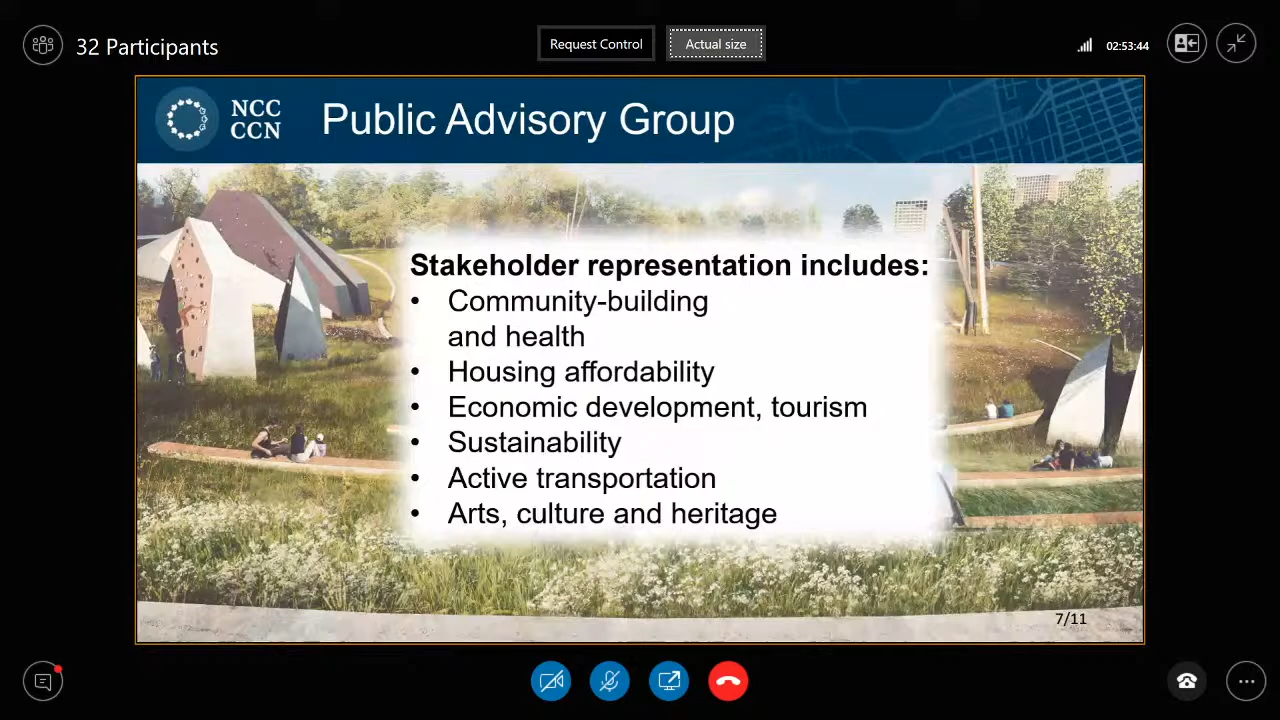 32 Participants
Request Control
Actual size
02:53:44
NCC
CCN
Public Advisory Group
Stakeholder representation includes:
• Community-building
and health
• Housing affordability
• Economic development, tourism
• Sustainability
• Active transportation
• Arts, culture and heritage
7/11